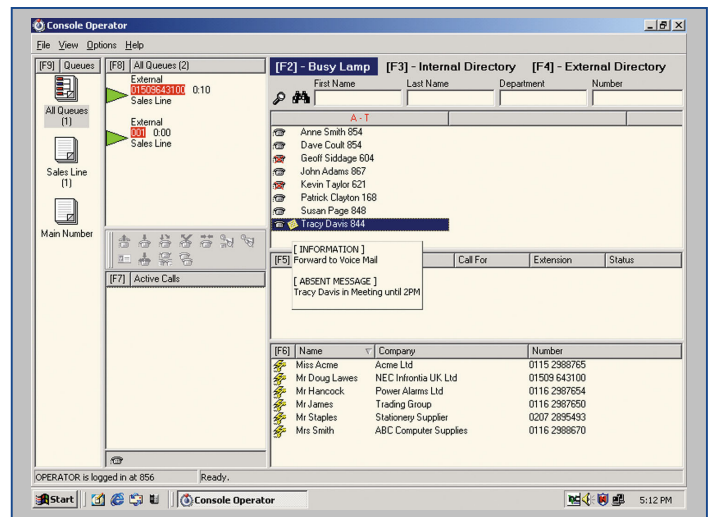 Console Operator
File View Options Help
[F9] Queues
All Queues
(1)
Sales Line
(1)
Main Number
[F8] All Queues (2)
External
01509643100 0:10
Sales Line
External
001 0:00
Sales Line
[F7] Active Calls
[F2] - Busy Lamp [F3] - Internal Directory [F4] - External Directory
First Name Last Name Department Number
A - T
Anne Smith 854
Dave Coult 854
Geoff Siddage 604
John Adams 867
Kevin Taylor 621
Patrick Clayton 168
Susan Page 848
Tracy Davis 844
[ INFORMATION ]
Forward to Voice Mail
[ ABSENT MESSAGE ]
Tracy Davis in Meeting until 2PM
[F5] Call For Extension Status
[F6] Name Company Number
Miss Acme Acme Ltd 0115 2988765
Mr Doug Lawes NEC Infrontia UK Ltd 01509 643100
Mr Hancock Power Alarms Ltd 0116 2987654
Mr James Trading Group 0116 2987650
Mr Staples Stationery Supplier 0207 2895493
Mrs Smith ABC Computer Supplies 0116 2988670
OPERATOR is logged in at 856 Ready.
Start Console Operator 5:12 PM